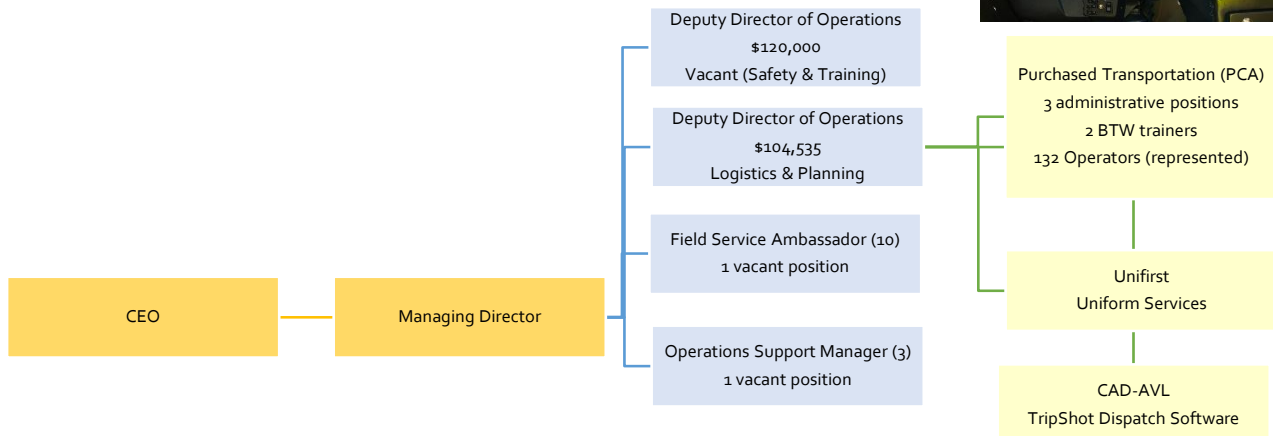 Deputy Director of Operations
$120,000
Vacant (Safety & Training)
Deputy Director of Operations
$104,535
Logistics & Planning
Field Service Ambassador (10)
1 vacant position
Operations Support Manager (3)
1 vacant position
CEO
Managing Director
Purchased Transportation (PCA)
3 administrative positions
2 BTW trainers
132 Operators (represented)
Unifirst
Uniform Services
CAD-AVL
TripShot Dispatch Software